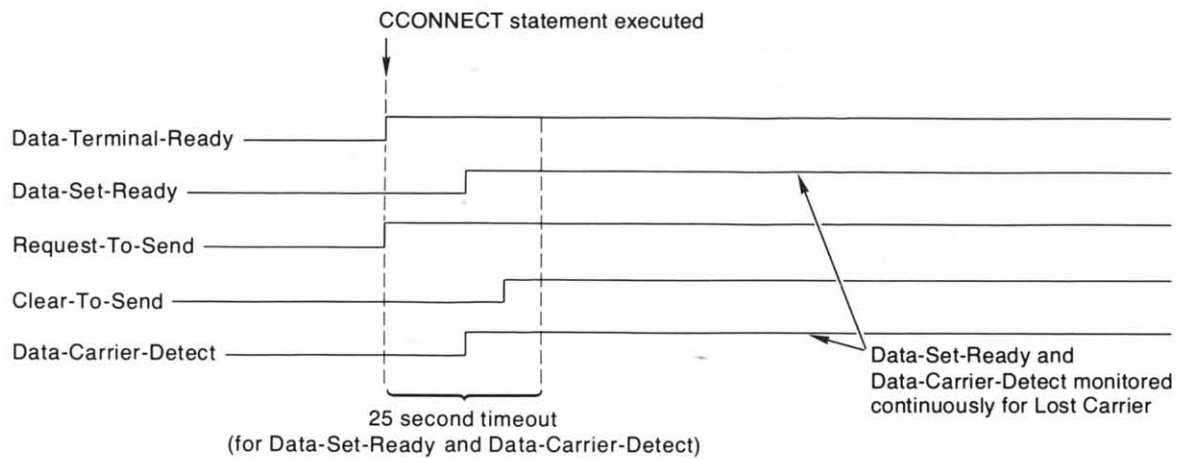 CCONNECT statement executed
Data-Terminal-Ready
Data-Set-Ready
Request-To-Send
Clear-To-Send
Data-Carrier-Detect
Data-Set-Ready and
Data-Carrier-Detect monitored
continuously for Lost Carrier
25 second timeout
(for Data-Set-Ready and Data-Carrier-Detect)